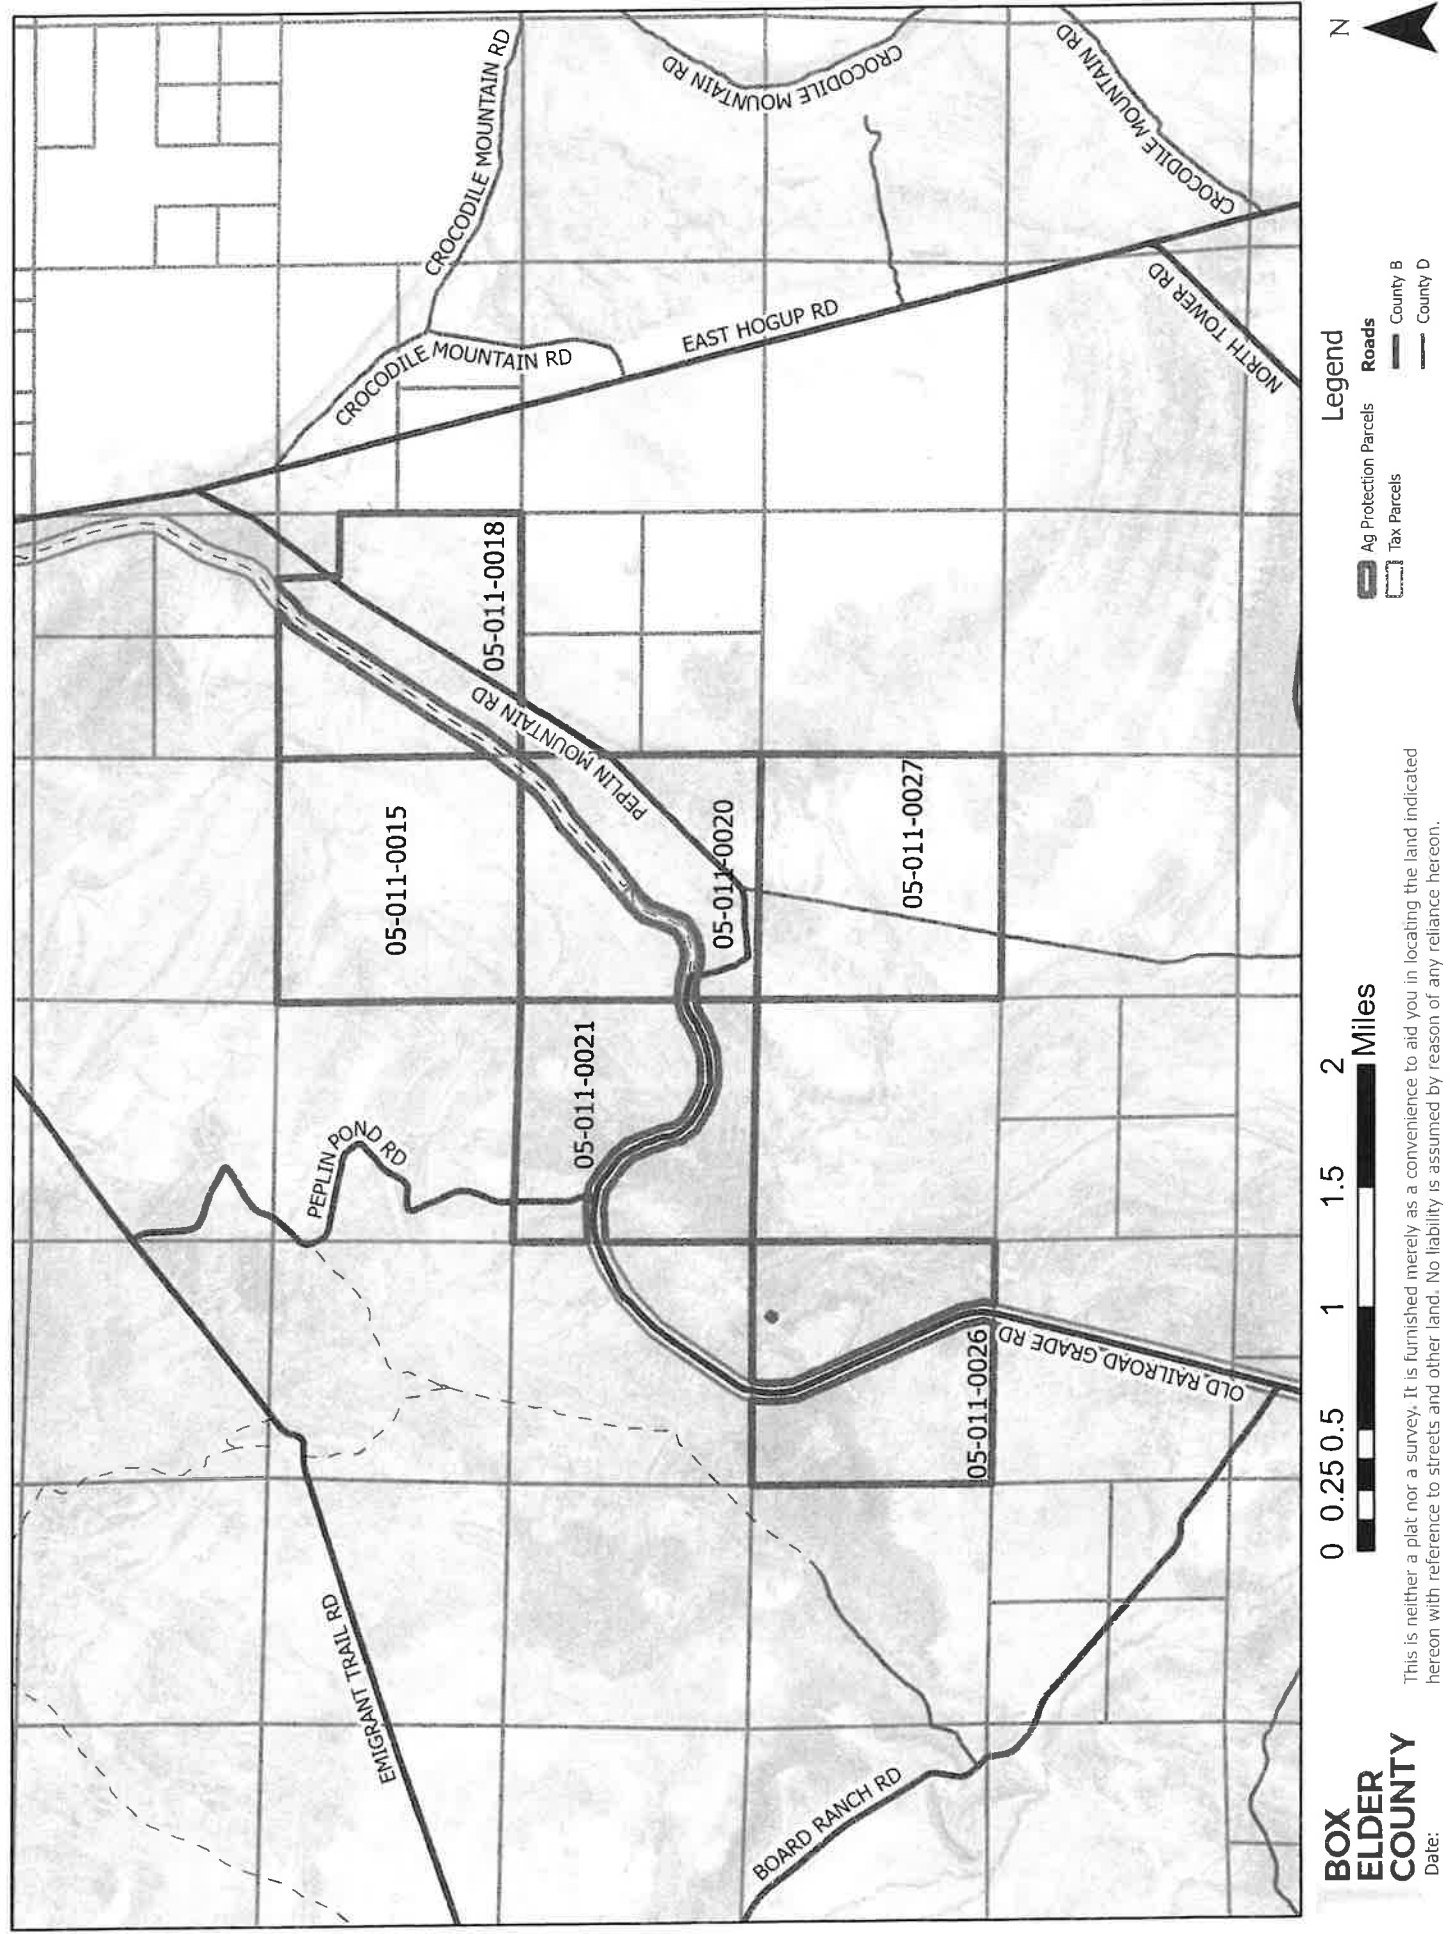 CROCODILE MOUNTAIN RD
CROCODILE MOUNTAIN RD
CROCODILE MOUNTAIN RD
CROCODILE MOUNTAIN RD
EAST HOGUP RD
NORTH TOWER RD
PEPLIN MOUNTAIN RD
05-011-0018
05-011-0015
05-011-0020
05-011-0027
05-011-0021
05-011-0026
PEPLIN POND RD
EMIGRANT TRAIL RD
OLD RAILROAD GRADE RD
BOARD RANCH RD
BOX
ELDER
COUNTY
Date:
0 0.25 0.5 1 1.5 2
Miles
This is neither a plat nor a survey. It is furnished merely as a convenience to aid you in locating the land indicated
hereon with reference to streets and other land. No liability is assumed by reason of any reliance hereon.
Legend
Ag Protection Parcels
Tax Parcels
Roads
County B
County D
N